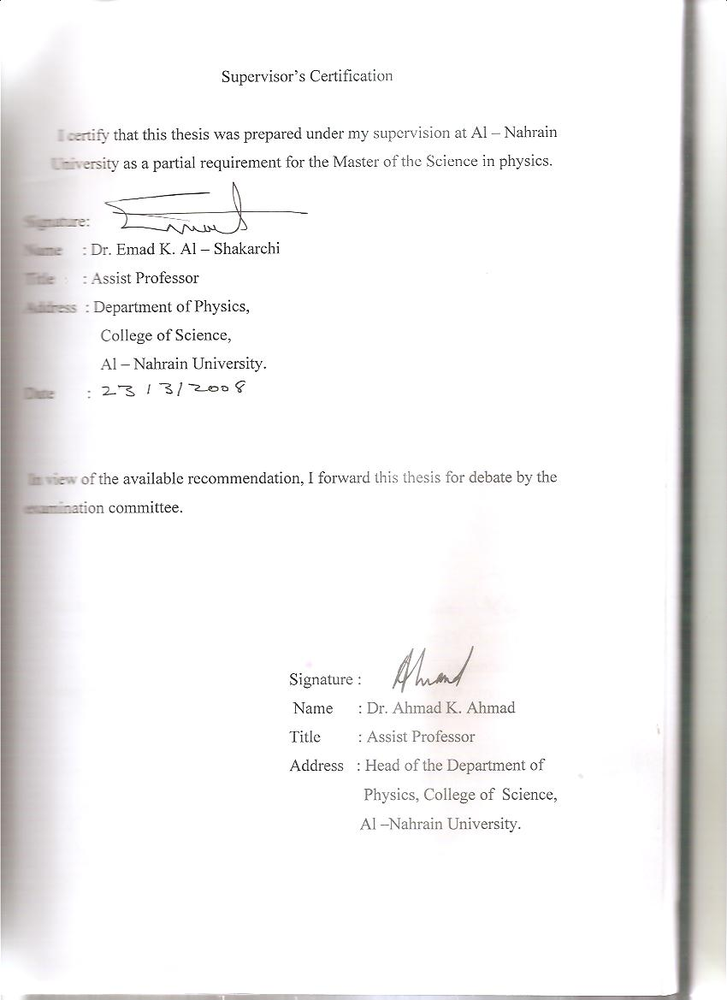 Supervisor's Certification
I certify that this thesis was prepared under my supervision at Al – Nahrain
University as a partial requirement for the Master of the Science in physics.
Signature:
Name : Dr. Emad K. Al – Shakarchi
Title : Assist Professor
Address : Department of Physics,
College of Science,
Al – Nahrain University.
Date : 23 / 3 / 2008
In view of the available recommendation, I forward this thesis for debate by the
examination committee.
Signature : Ahmad
Name : Dr. Ahmad K. Ahmad
Title : Assist Professor
Address : Head of the Department of
Physics, College of Science,
Al –Nahrain University.